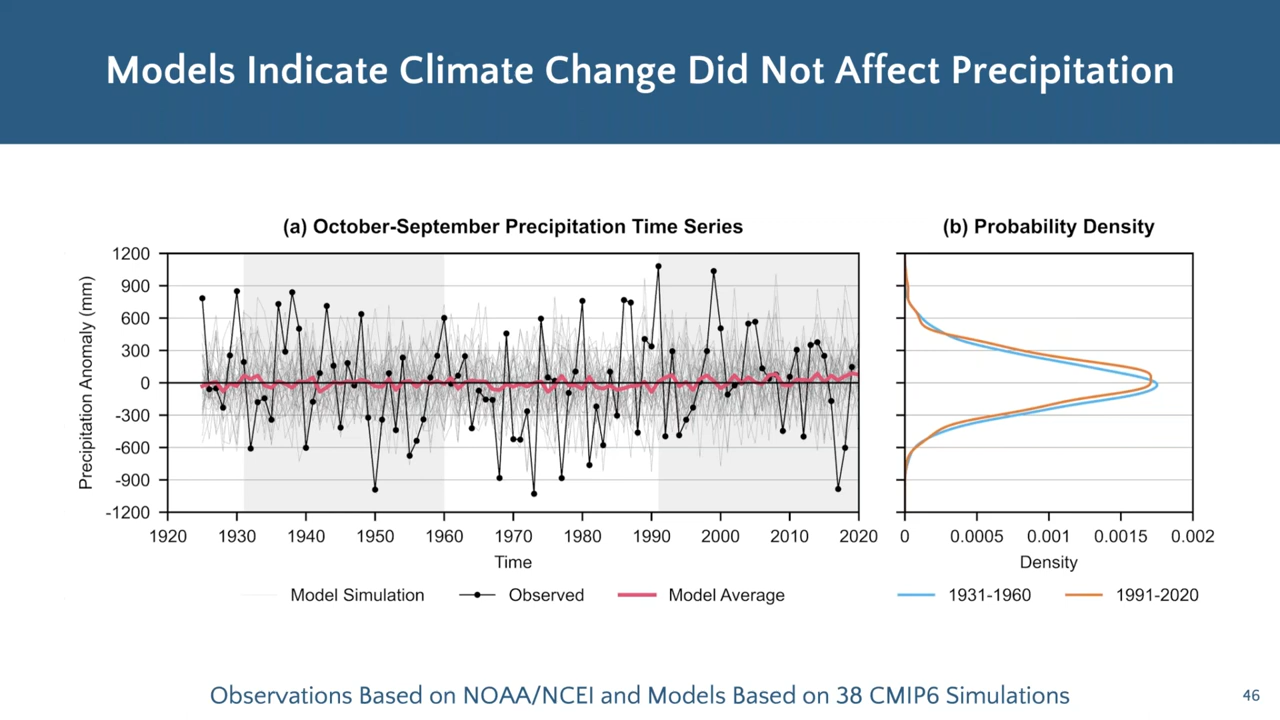 Models Indicate Climate Change Did Not Affect Precipitation
(a) October-September Precipitation Time Series
(b) Probability Density
Precipitation Anomaly (mm)
1200
900
600
300
0
-300
-600
-900
-1200
1920 1930 1940 1950 1960 1970 1980 1990 2000 2010 2020
Time
0 0.0005 0.001 0.0015 0.002
Density
Model Simulation Observed Model Average
1931-1960 1991-2020
Observations Based on NOAA/NCEI and Models Based on 38 CMIP6 Simulations
46